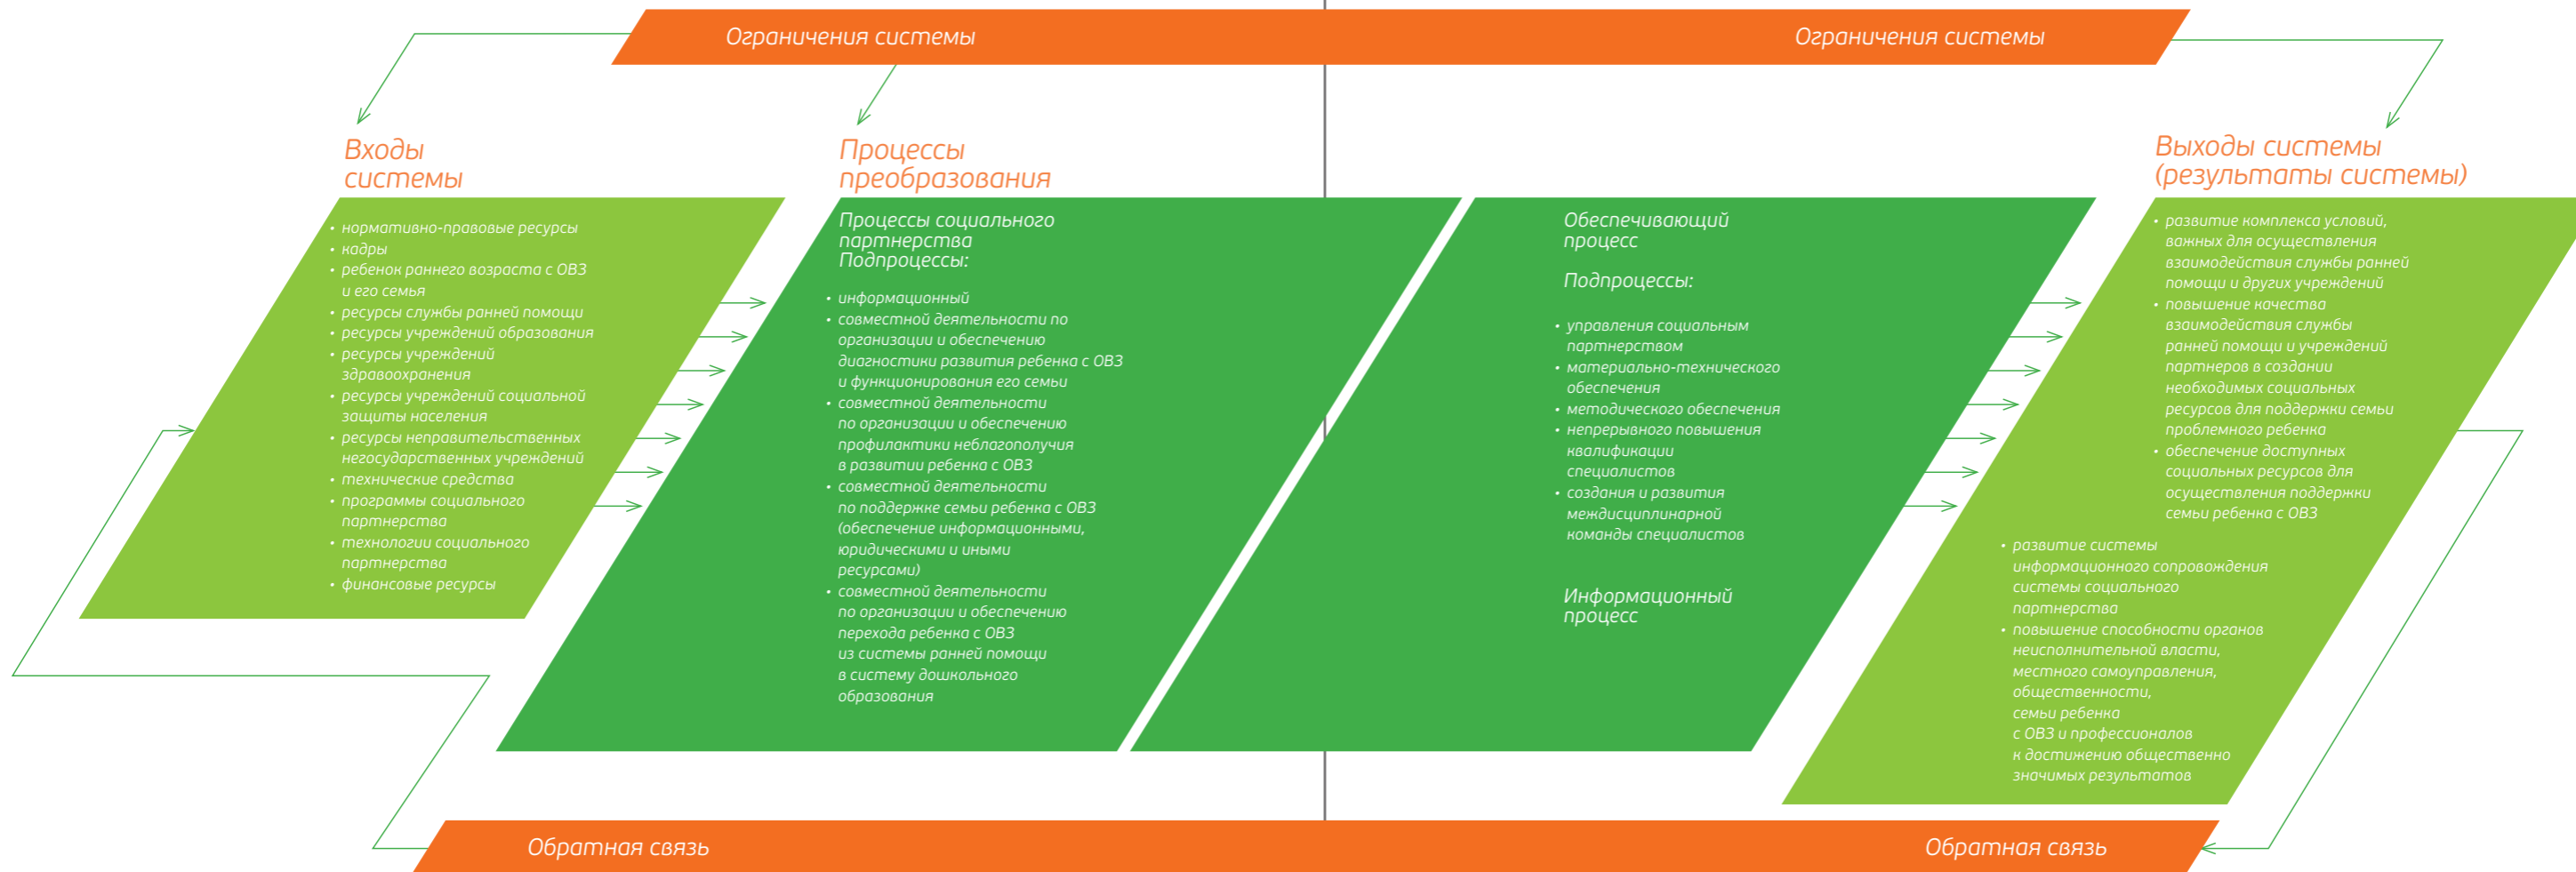 Ограничения системы
Ограничения системы
Входы
системы
• нормативно-правовые ресурсы
• кадры
• ребенок раннего возраста с ОВЗ
и его семья
• ресурсы службы ранней помощи
• ресурсы учреждений образования
• ресурсы учреждений
здравоохранения
• ресурсы учреждений социальной
защиты населения
• ресурсы неправительственных
негосударственных учреждений
• технические средства
• программы социального
партнерства
• технологии социального
партнерства
• финансовые ресурсы
Процессы
преобразования
Процессы социального
партнерства
Подпроцессы:
• информационный
• совместной деятельности по
организации и обеспечению
диагностики развития ребенка с ОВЗ
и функционирования его семьи
• совместной деятельности
по организации и обеспечению
профилактики неблагополучия
в развитии ребенка с ОВЗ
• совместной деятельности
по поддержке семьи ребенка с ОВЗ
(обеспечение информационными,
юридическими и иными
ресурсами)
• совместной деятельности
по организации и обеспечению
перехода ребенка с ОВЗ
из системы ранней помощи
в систему дошкольного
образования
Обеспечивающий
процесс
Подпроцессы:
• управления социальным
партнерством
• материально-технического
обеспечения
• методического обеспечения
• непрерывного повышения
квалификации
специалистов
• создания и развития
междисциплинарной
команды специалистов
Информационный
процесс
Выходы системы
(результаты системы)
• развитие комплекса условий,
важных для осуществления
взаимодействия службы ранней
помощи и других учреждений
• повышение качества
взаимодействия службы
ранней помощи и учреждений
партнеров в создании
необходимых социальных
ресурсов для поддержки семьи
проблемного ребенка
• обеспечение доступных
социальных ресурсов для
осуществления поддержки
семьи ребенка с ОВЗ
• развитие системы
информационного сопровождения
системы социального
партнерства
• повышение способности органов
неисполнительной власти,
местного самоуправления,
общественности,
семьи ребенка
с ОВЗ и профессионалов
к достижению общественно
значимых результатов
Обратная связь
Обратная связь